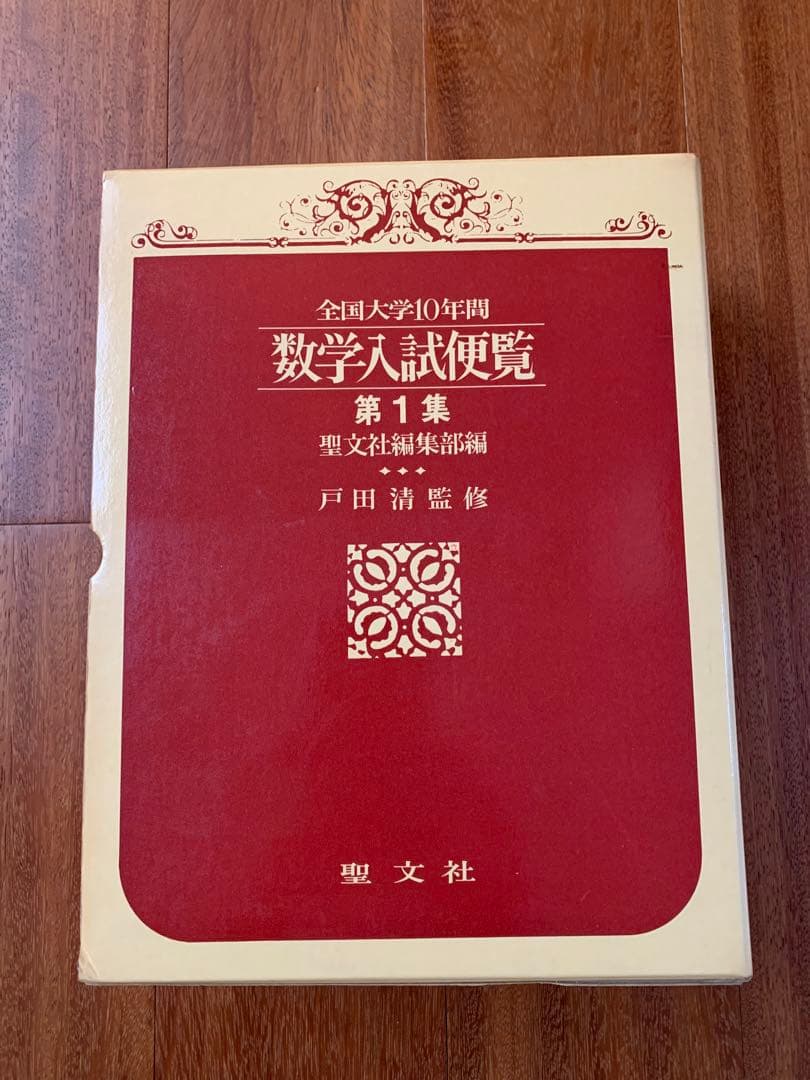 全国大学10年間
数学入試便覧
第1集
聖文社編集部編
戸田清監修
聖文社